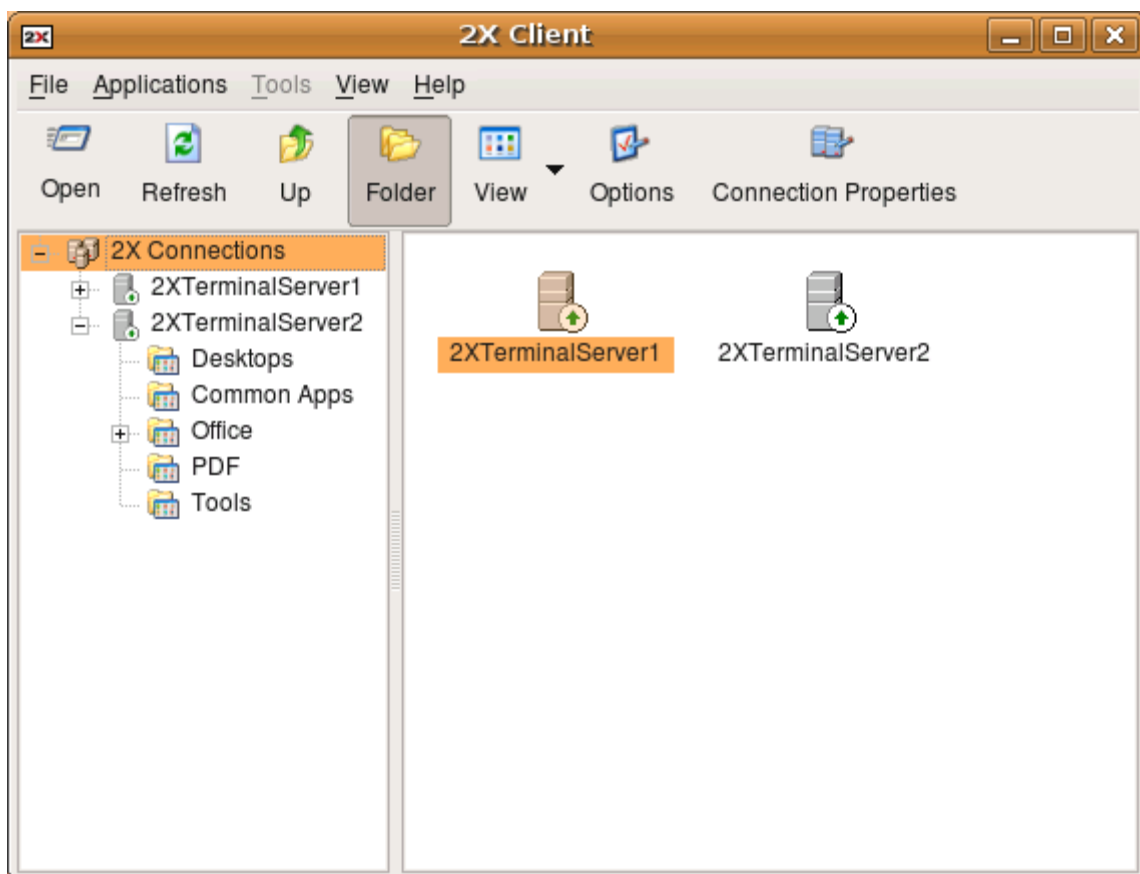 2X 2X Client
File Applications Tools View Help
Open Refresh Up Folder View Options Connection Properties
2X Connections
2XTerminalServer1
2XTerminalServer2
Desktops
Common Apps
Office
PDF
Tools
2XTerminalServer1 2XTerminalServer2